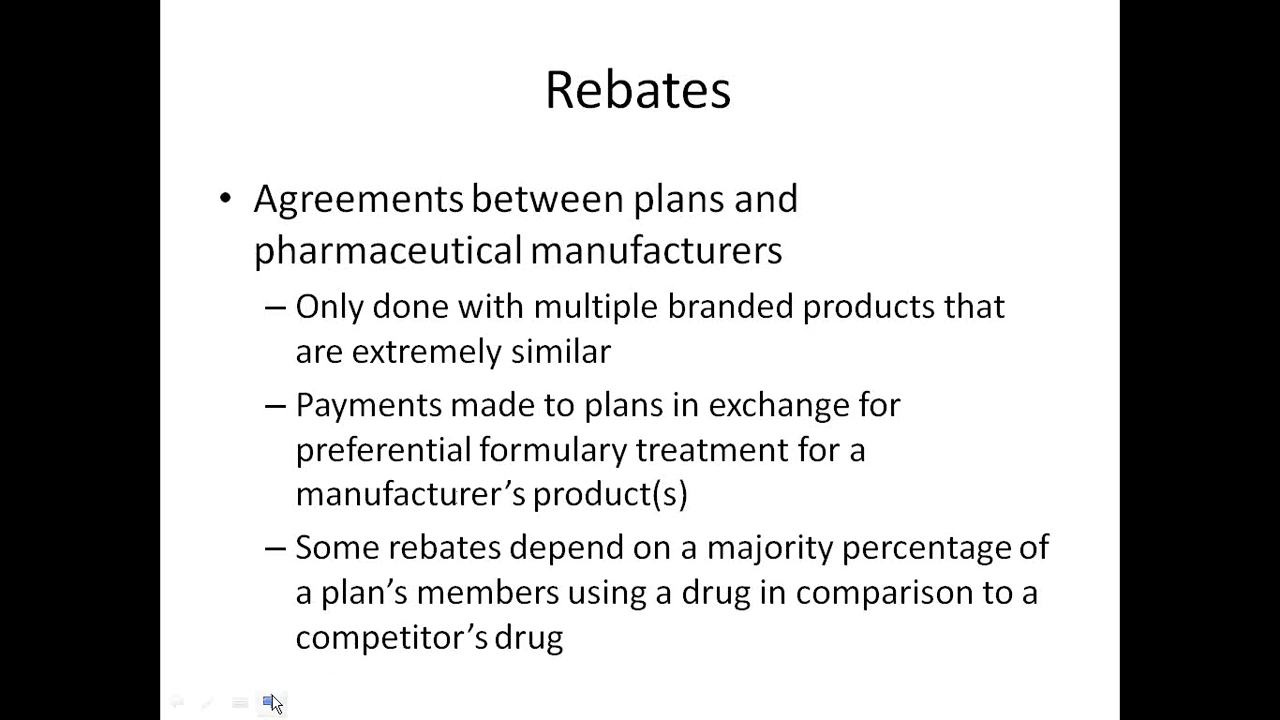 Rebates
• Agreements between plans and
pharmaceutical manufacturers
– Only done with multiple branded products that
are extremely similar
– Payments made to plans in exchange for
preferential formulary treatment for a
manufacturer’s product(s)
– Some rebates depend on a majority percentage of
a plan’s members using a drug in comparison to a
competitor’s drug